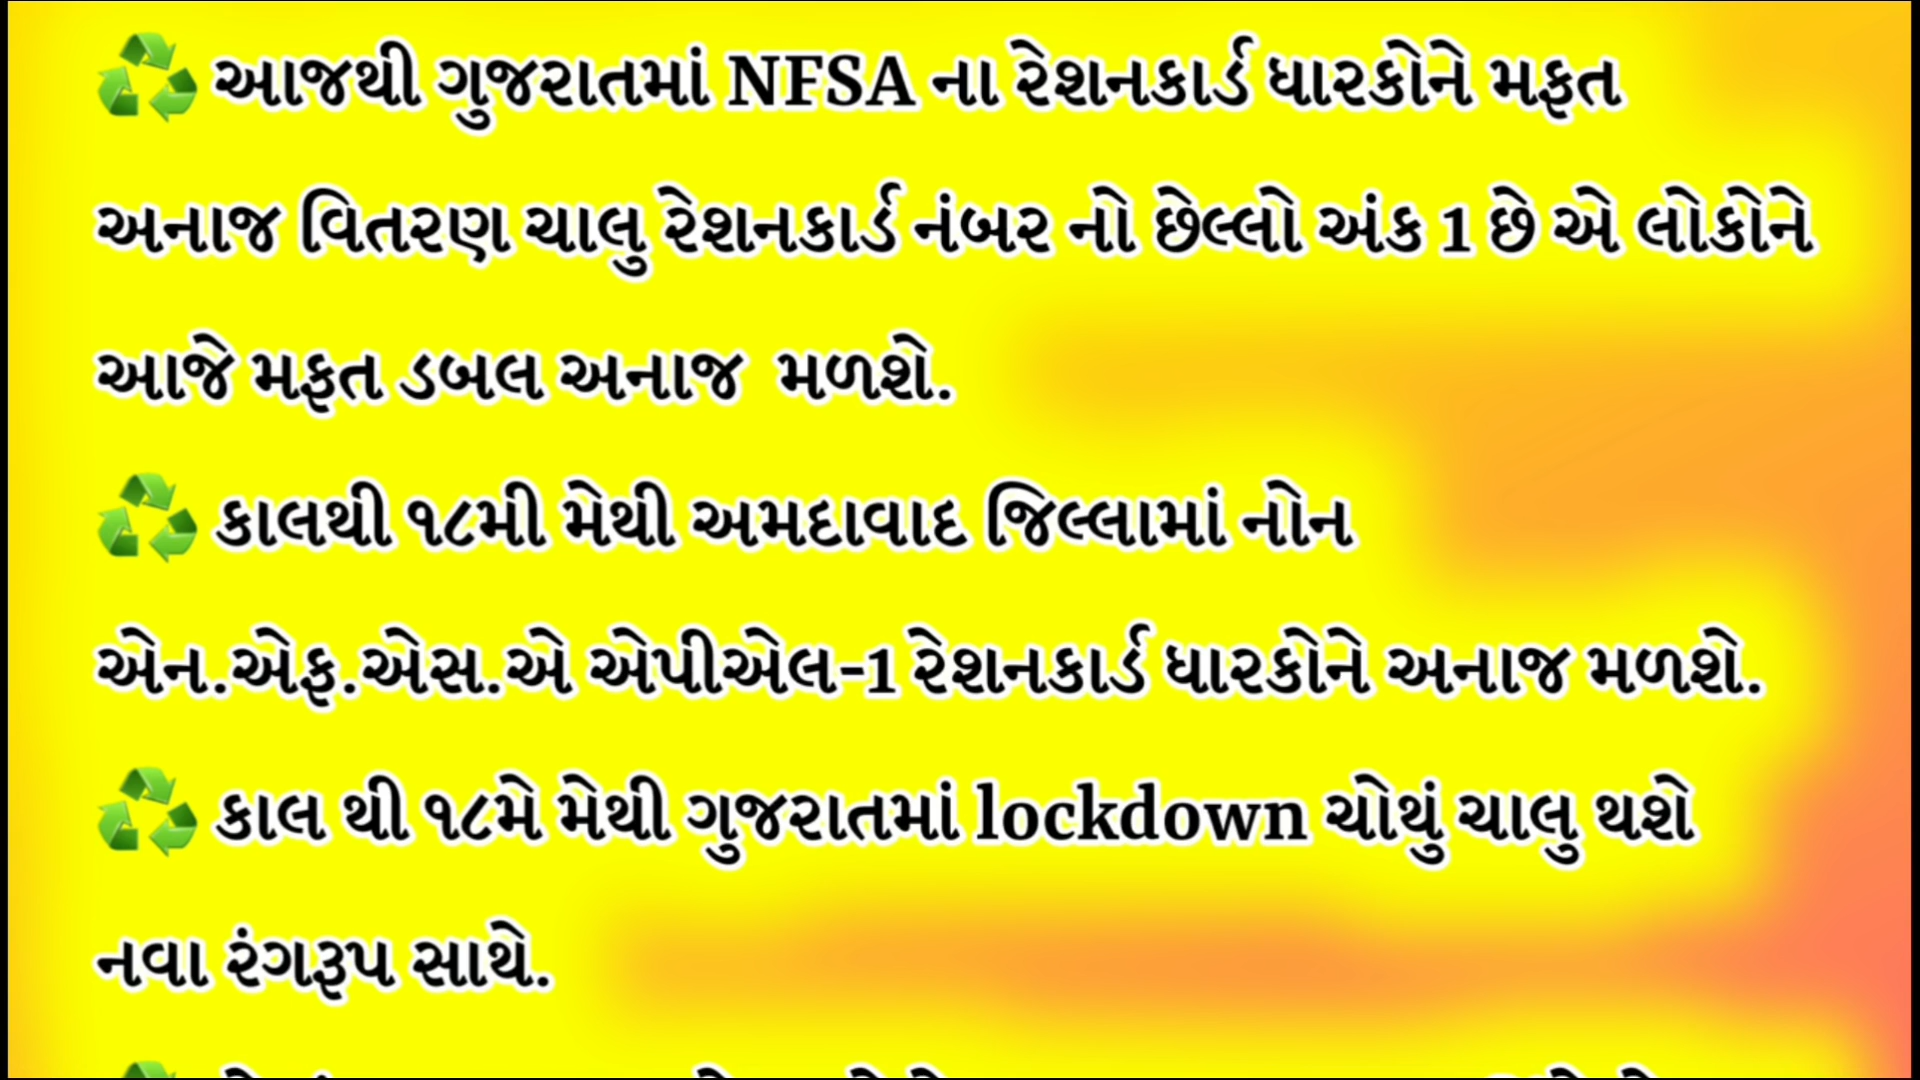 આજથી ગુજરાતમાં NFSA ના રેશનકાર્ડ ધારકોને મફત
અનાજ વિતરણ ચાલુ રેશનકાર્ડ નંબર નો છેલ્લો અંક 1 છે એ લોકોને
આજે મફત ડબલ અનાજ મળશે.
કાલથી ૧૮મી મેથી અમદાવાદ જિલ્લામાં નોન
એન.એફ.એસ.એ એપીએલ-1 રેશનકાર્ડ ધારકોને અનાજ મળશે.
કાલ થી ૧૮મે મેથી ગુજરાતમાં lockdown ચોથું ચાલુ થશે
નવા રંગરૂપ સાથે.